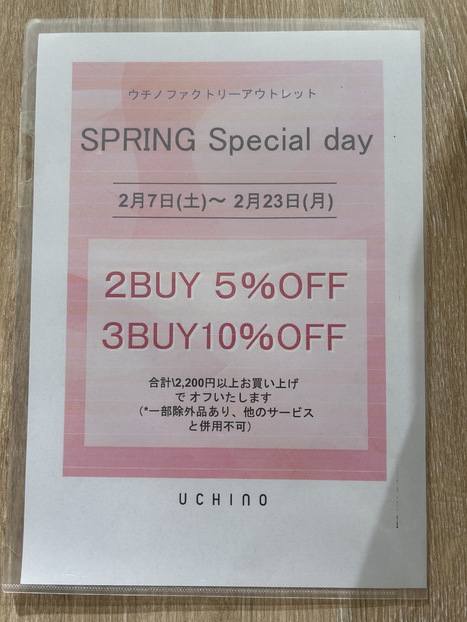 ウチノファクトリーアウトレット
SPRING Special day
2月7日(土)～ 2月23日(月)
2BUY 5%OFF
3BUY10%OFF
合計\2,200円以上お買い上げ
で オフいたします
(*一部除外品あり、他のサービス
と併用不可)
UCHINO